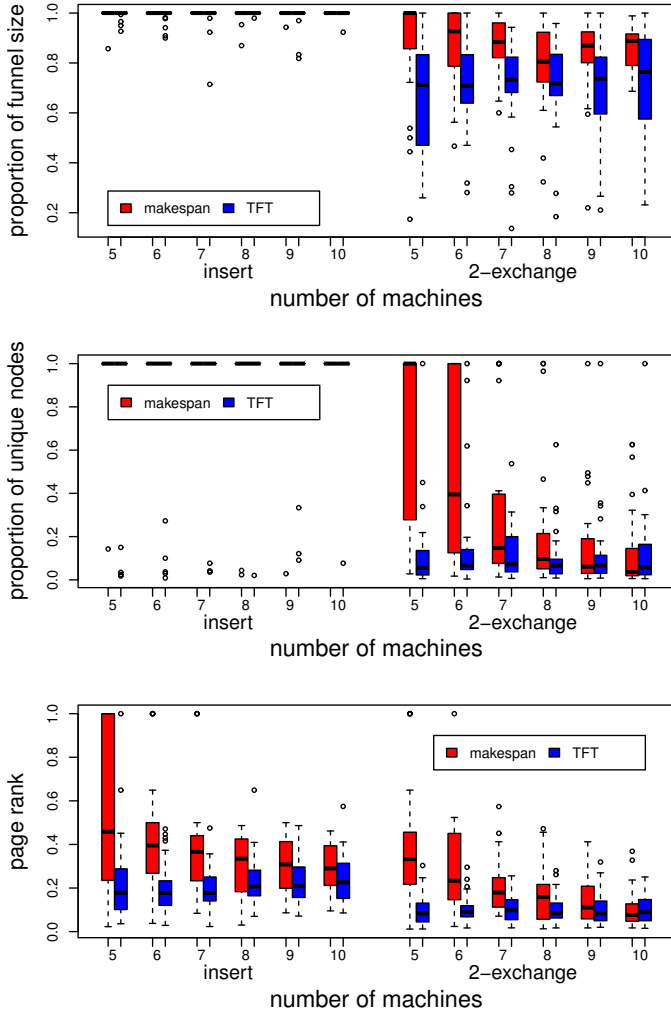 proportion of funnel size
1.0
0.8
0.6
0.4
0.2
makespan TFT
5 6 7 8 9 10 5 6 7 8 9 10
insert 2−exchange
number of machines
proportion of unique nodes
1.0
0.8
0.6
0.4
0.2
0.0
makespan TFT
5 6 7 8 9 10 5 6 7 8 9 10
insert 2−exchange
number of machines
page rank
1.0
0.8
0.6
0.4
0.2
0.0
makespan TFT
5 6 7 8 9 10 5 6 7 8 9 10
insert 2−exchange
number of machines